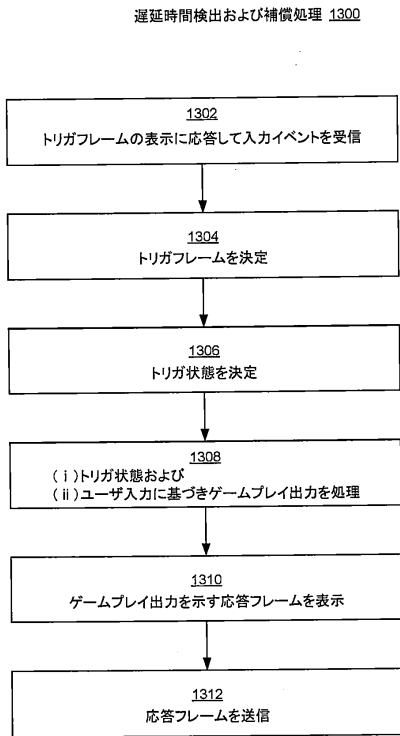 遅延時間検出および補償処理 1300
1302
トリガフレームの表示に応答して入力イベントを受信
1304
トリガフレームを決定
1306
トリガ状態を決定
1308
(ⅰ)トリガ状態および
(ⅱ)ユーザ入力に基づきゲームプレイ出力を処理
1310
ゲームプレイ出力を示す応答フレームを表示
1312
応答フレームを送信